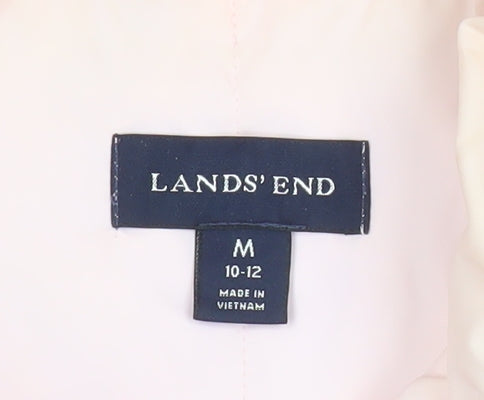 LANDS' END
M
10-12
MADE IN
VIETNAM